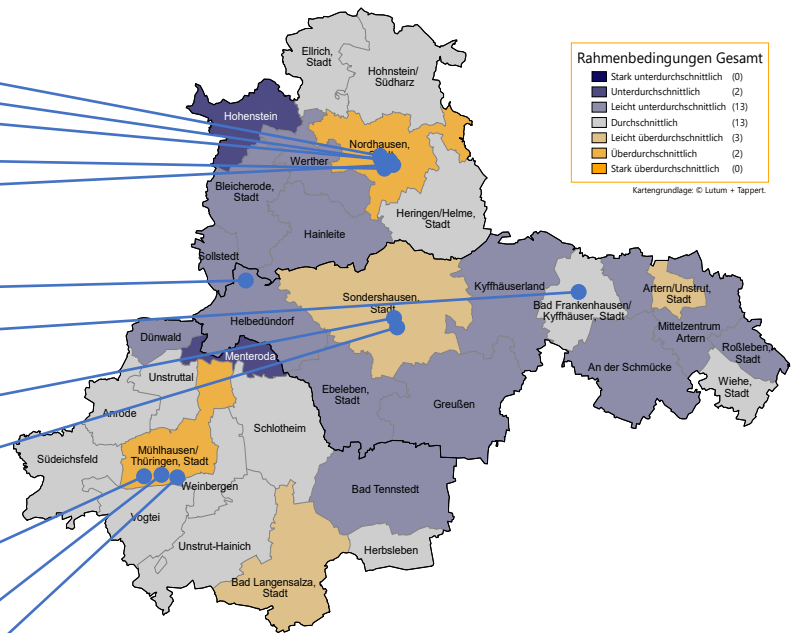 Rahmenbedingungen Gesamt
Stark unterdurchschnittlich (0)
Unterdurchschnittlich (2)
Leicht unterdurchschnittlich (13)
Durchschnittlich (13)
Leicht überdurchschnittlich (3)
Überdurchschnittlich (2)
Stark überdurchschnittlich (0)
Kartengrundlage: © Lutum + Tappert.
Ellrich,
Stadt
Hohnstein/
Südharz
Hohenstein
Nordhausen,
Werther
Bleicherode,
Stadt
Heringen/Helme,
Stadt
Hainleite
Sollstedt
Kyffhäuserland
Sondershausen,
Stadt
Bad Frankenhausen/
Kyffhäuser, Stadt
Artern/Unstrut,
Stadt
Helbedündorf
Mittelzentrum
Artern
Dünwald
Roßleben,
Stadt
Menteroda
An der Schmücke
Unstruttal
Wiehe,
Stadt
Ebeleben,
Stadt
Greußen
Anrode
Schlotheim
Mühlhausen/
Thüringen, Stadt
Südeichsfeld
Weinbergen
Bad Tennstedt
Vogtei
Unstrut-Hainich
Herbsleben
Bad Langensalza,
Stadt